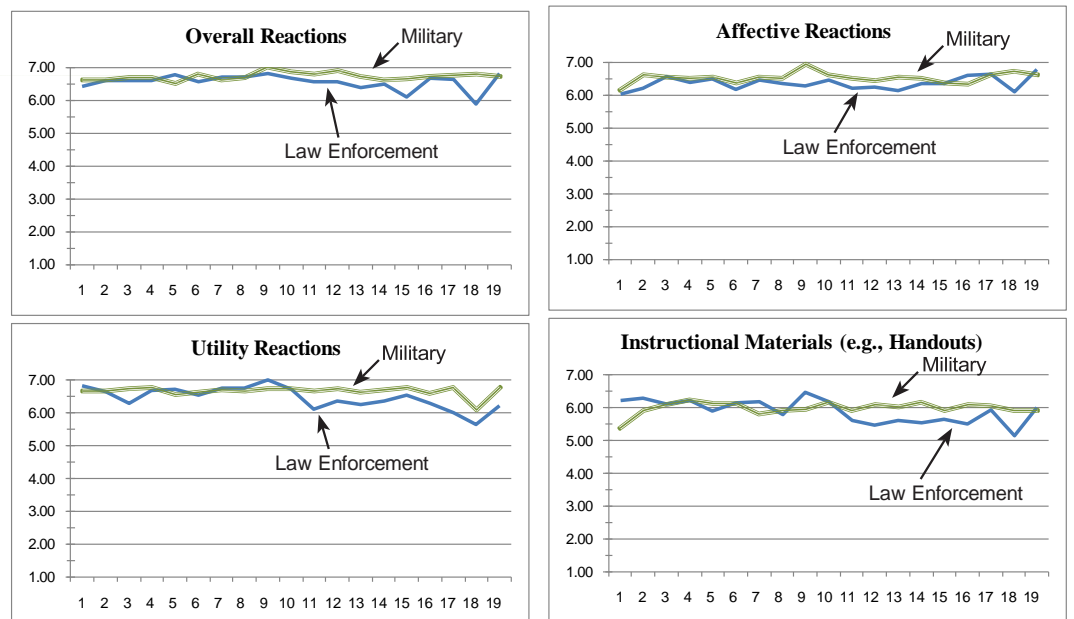 Overall Reactions
Military
7.00
6.00
5.00
4.00
3.00
2.00
1.00
Law Enforcement
1 2 3 4 5 6 7 8 9 10 11 12 13 14 15 16 17 18 19
Affective Reactions
Military
7.00
6.00
5.00
4.00
3.00
2.00
1.00
Law Enforcement
1 2 3 4 5 6 7 8 9 10 11 12 13 14 15 16 17 18 19
Utility Reactions
Military
7.00
6.00
5.00
4.00
3.00
2.00
1.00
Law Enforcement
1 2 3 4 5 6 7 8 9 10 11 12 13 14 15 16 17 18 19
Instructional Materials (e.g., Handouts)
Military
7.00
6.00
5.00
4.00
3.00
2.00
1.00
Law Enforcement
1 2 3 4 5 6 7 8 9 10 11 12 13 14 15 16 17 18 19